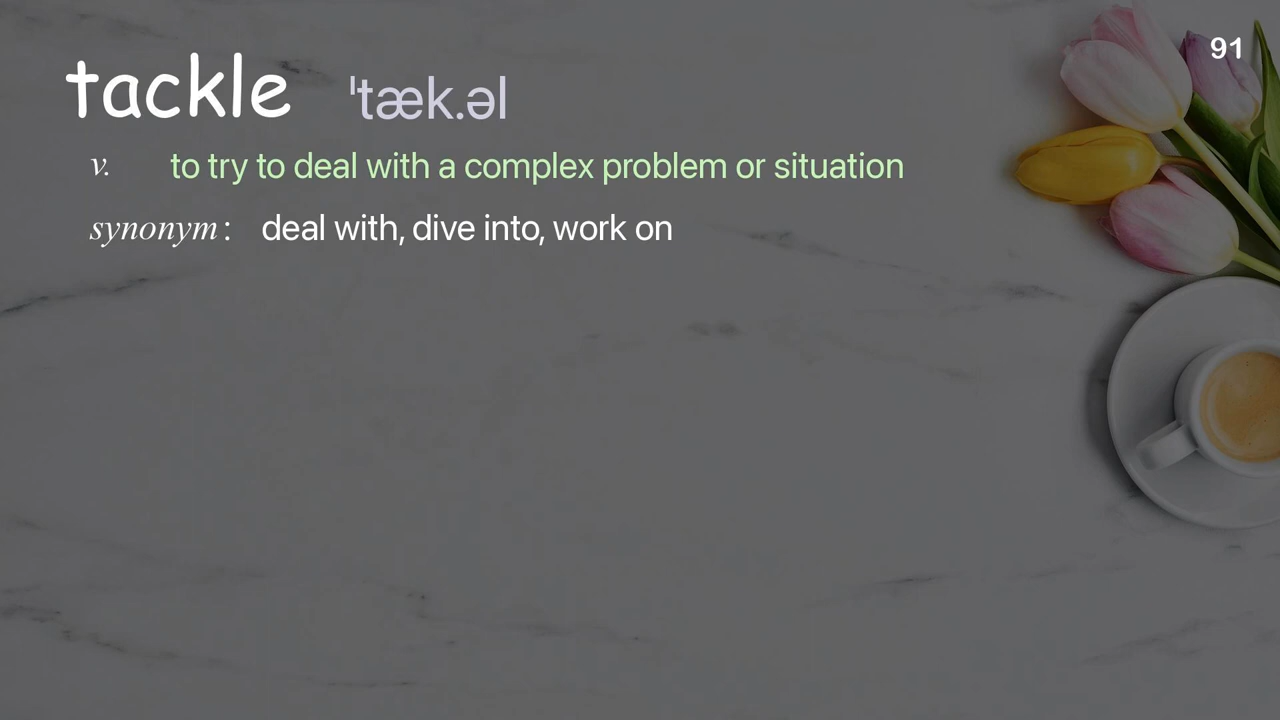 91
tackle ˈtæk.əl
v. to try to deal with a complex problem or situation
synonym: deal with, dive into, work on